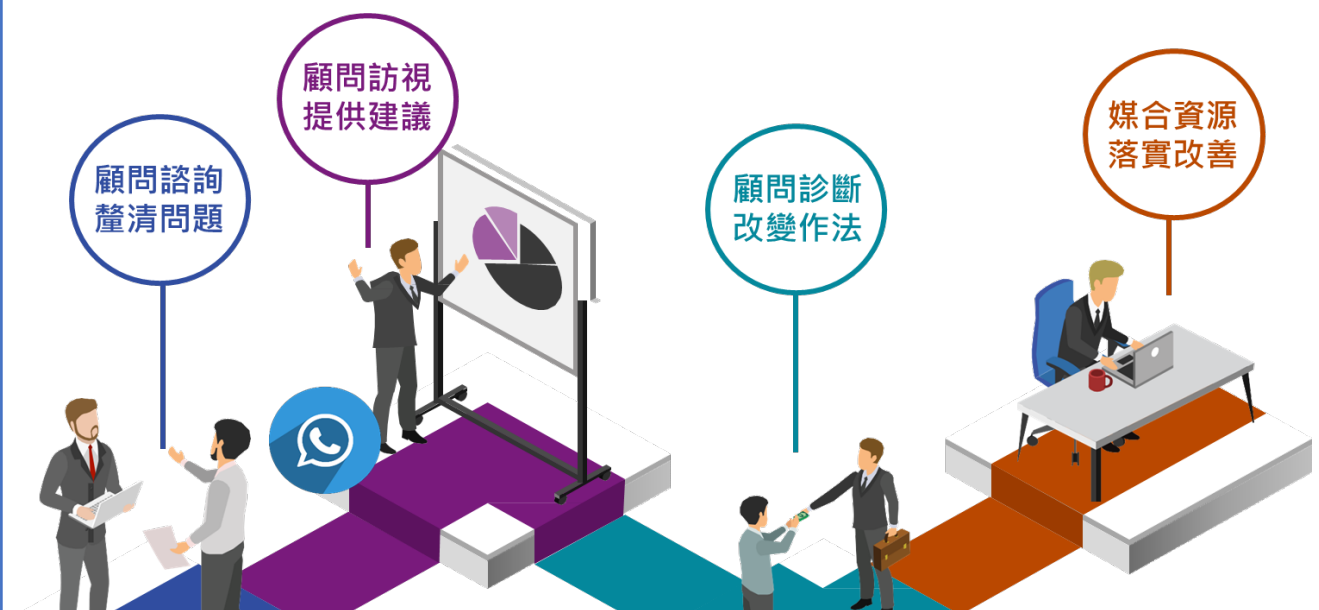 顧問諮詢
釐清問題
顧問訪視
提供建議
顧問診斷
改變作法
媒合資源
落實改善